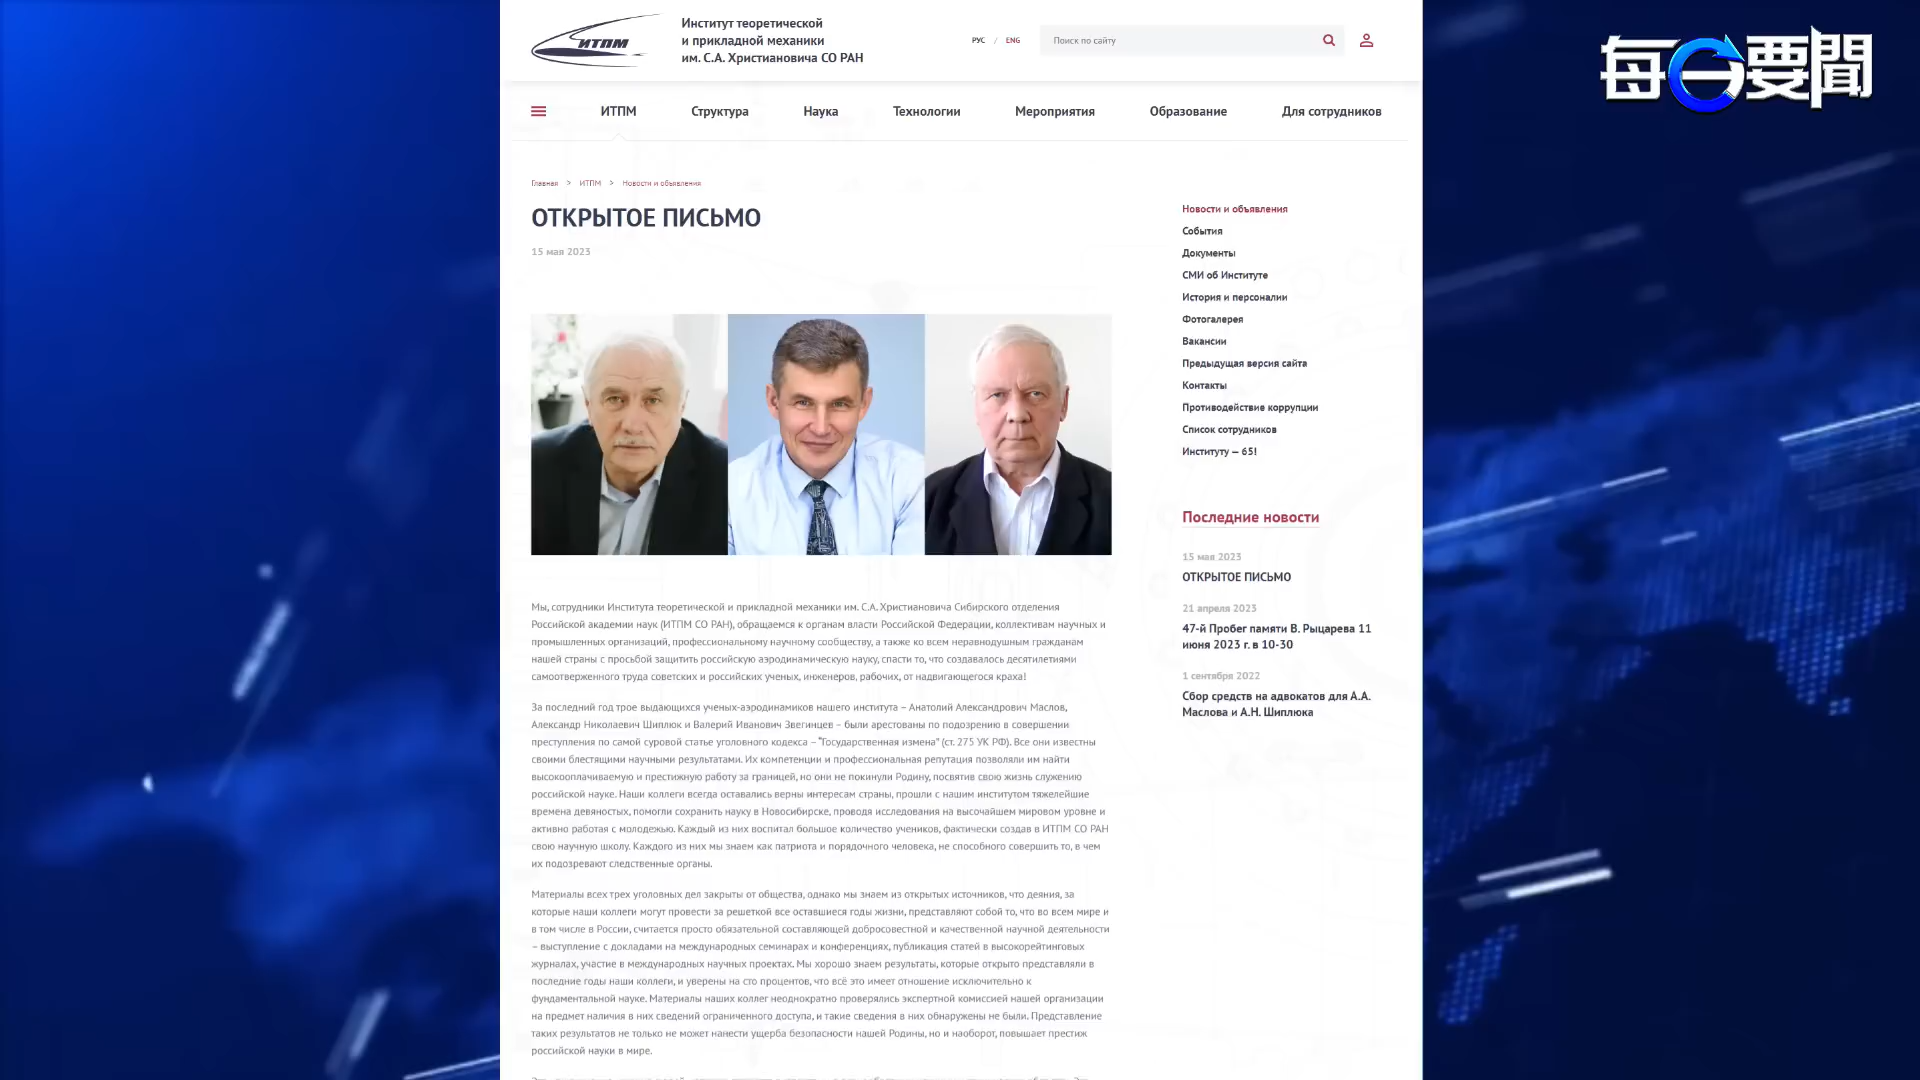 ИТПМ
Институт теоретической
и прикладной механики
им. С.А. Христиановича СО РАН
РУС / ENG
Поиск по сайту
每日要聞
ИТПМ
Структура
Наука
Технологии
Мероприятия
Образование
Для сотрудников
Главная > ИТПМ > Новости и объявления
ОТКРЫТОЕ ПИСЬМО
15 мая 2023
Мы, сотрудники Института теоретической и прикладной механики им. С.А. Христиановича Сибирского отделения
Российской академии наук (ИТПМ СО РАН), обращаемся к органам власти Российской Федерации, коллективам научных и
промышленных организаций, профессиональному научному сообществу, а также ко всем неравнодушным гражданам
нашей страны с просьбой защитить российскую аэродинамическую науку, спасти то, что создавалось десятилетиями
самоотверженного труда советских и российских ученых, инженеров, рабочих, от надвигающегося краха!
За последний год трое выдающихся ученых-аэродинамиков нашего института – Анатолий Александрович Маслов,
Александр Николаевич Шиплюк и Валерий Иванович Звегинцев – были арестованы по подозрению в совершении
преступления по самой суровой статье уголовного кодекса – "Государственная измена" (ст. 275 УК РФ). Все они известны
своими блестящими научными результатами. Их компетенции и профессиональная репутация позволяли им найти
высокооплачиваемую и престижную работу за границей, но они не покинули Родину, посвятив свою жизнь служению
российской науке. Наши коллеги всегда оставались верны интересам страны, прошли с нашим институтом тяжелейшие
времена девяностых, помогли сохранить науку в Новосибирске, проводя исследования на высочайшем мировом уровне и
активно работая с молодежью. Каждый из них воспитал большое количество учеников, фактически создав в ИТПМ СО РАН
свою научную школу. Каждого из них мы знаем как патриота и порядочного человека, не способного совершить то, в чем
их подозревают следственные органы.
Материалы всех трех уголовных дел закрыты от общества, однако мы знаем из открытых источников, что деяния, за
которые наши коллеги могут провести за решеткой все оставшиеся годы жизни, представляют собой то, что во всем мире и
в том числе в России, считается просто обязательной составляющей добросовестной и качественной научной деятельности
– выступление с докладами на международных семинарах и конференциях, публикация статей в высокорейтинговых
журналах, участие в международных научных проектах. Мы хорошо знаем результаты, которые открыто представляли в
последние годы наши коллеги, и уверены на сто процентов, что всё это имеет отношение исключительно к
фундаментальной науке. Материалы наших коллег неоднократно проверялись экспертной комиссией нашей организации
на предмет наличия в них сведений ограниченного доступа, и такие сведения в них обнаружены не были. Представление
таких результатов не только не может нанести ущерба безопасности нашей Родины, но и наоборот, повышает престиж
российской науки в мире.
Новости и объявления
События
Документы
СМИ об Институте
История и персоналии
Фотогалерея
Вакансии
Предыдущая версия сайта
Контакты
Противодействие коррупции
Список сотрудников
Институту – 65!
Последние новости
15 мая 2023
ОТКРЫТОЕ ПИСЬМО
21 апреля 2023
47-й Пробег памяти В. Рыцарева 11
июня 2023 г. в 10-30
1 сентября 2022
Сбор средств на адвокатов для А.А.
Маслова и А.Н. Шиплюка